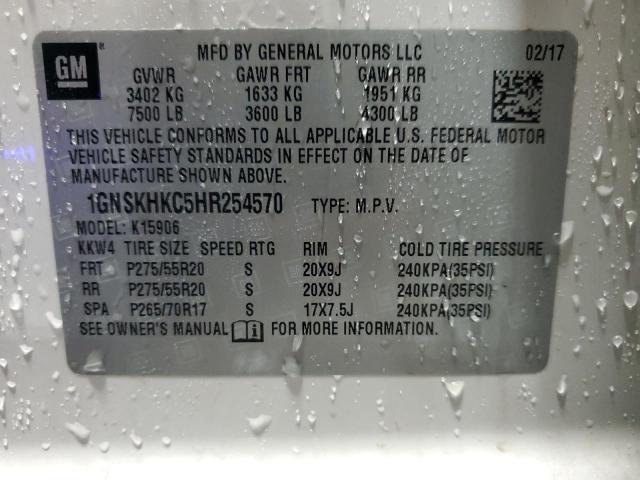 GM ® MFD BY GENERAL MOTORS LLC 02/17
GVWR GAWR FRT GAWR RR
3402 KG 1633 KG 1951 KG
7500 LB 3600 LB 4300 LB
THIS VEHICLE CONFORMS TO ALL APPLICABLE U.S. FEDERAL MOTOR
VEHICLE SAFETY STANDARDS IN EFFECT ON THE DATE OF
MANUFACTURE SHOWN ABOVE.
1GNSKHKC5HR254570 TYPE: M.P.V.
MODEL: K15906
KKW4 TIRE SIZE SPEED RTG RIM COLD TIRE PRESSURE
FRT P275/55R20 S 20X9J 240KPA(35PSI)
RR P275/55R20 S 20X9J 240KPA(35PSI)
SPA P265/70R17 S 17X7.5J 240KPA(35PSI)
SEE OWNER'S MANUAL FOR MORE INFORMATION.